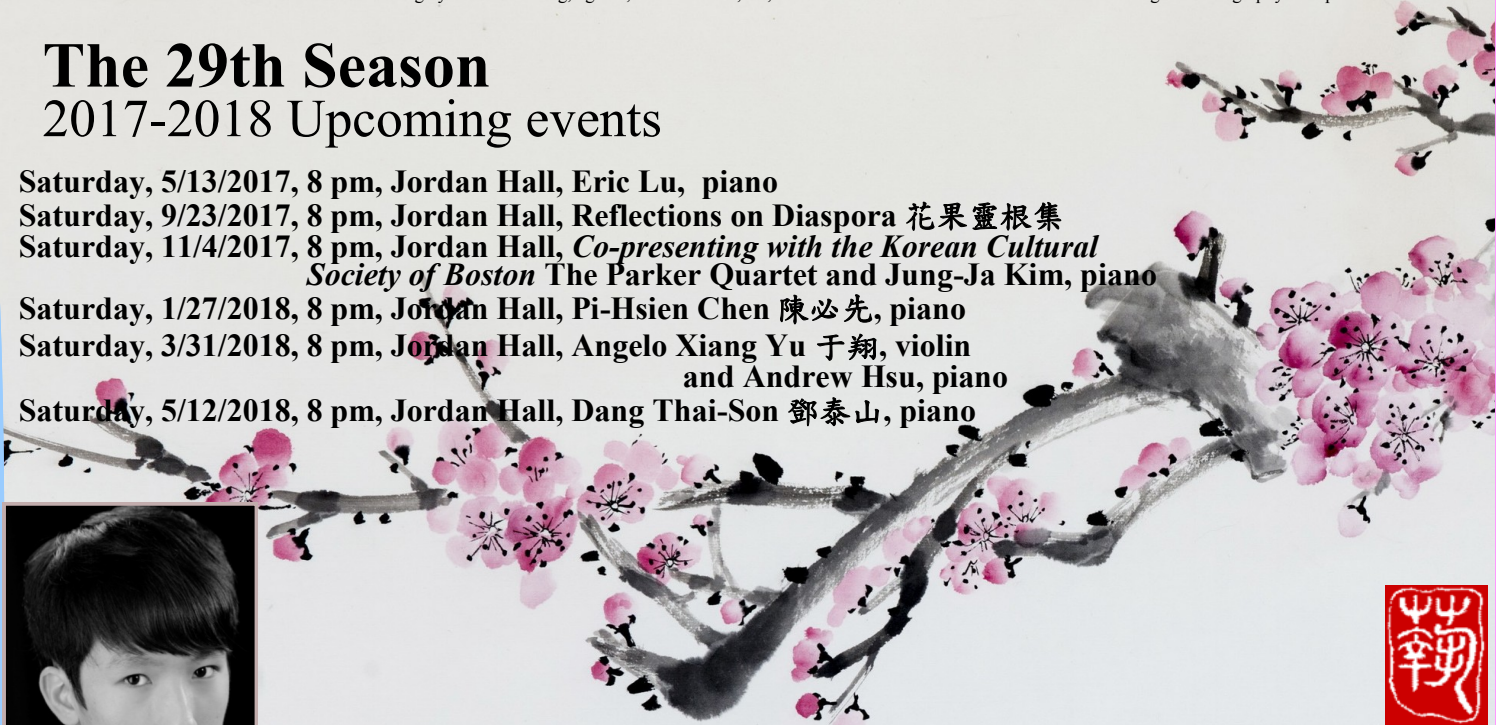 The 29th Season
2017-2018 Upcoming events
Saturday, 5/13/2017, 8 pm, Jordan Hall, Eric Lu, piano
Saturday, 9/23/2017, 8 pm, Jordan Hall, Reflections on Diaspora 花果靈根集
Saturday, 11/4/2017, 8 pm, Jordan Hall, Co-presenting with the Korean Cultural
Society of Boston The Parker Quartet and Jung-Ja Kim, piano
Saturday, 1/27/2018, 8 pm, Jordan Hall, Pi-Hsien Chen 陳必先, piano
Saturday, 3/31/2018, 8 pm, Jordan Hall, Angelo Xiang Yu 于翔, violin
and Andrew Hsu, piano
Saturday, 5/12/2018, 8 pm, Jordan Hall, Dang Thai-Son 鄧泰山, piano